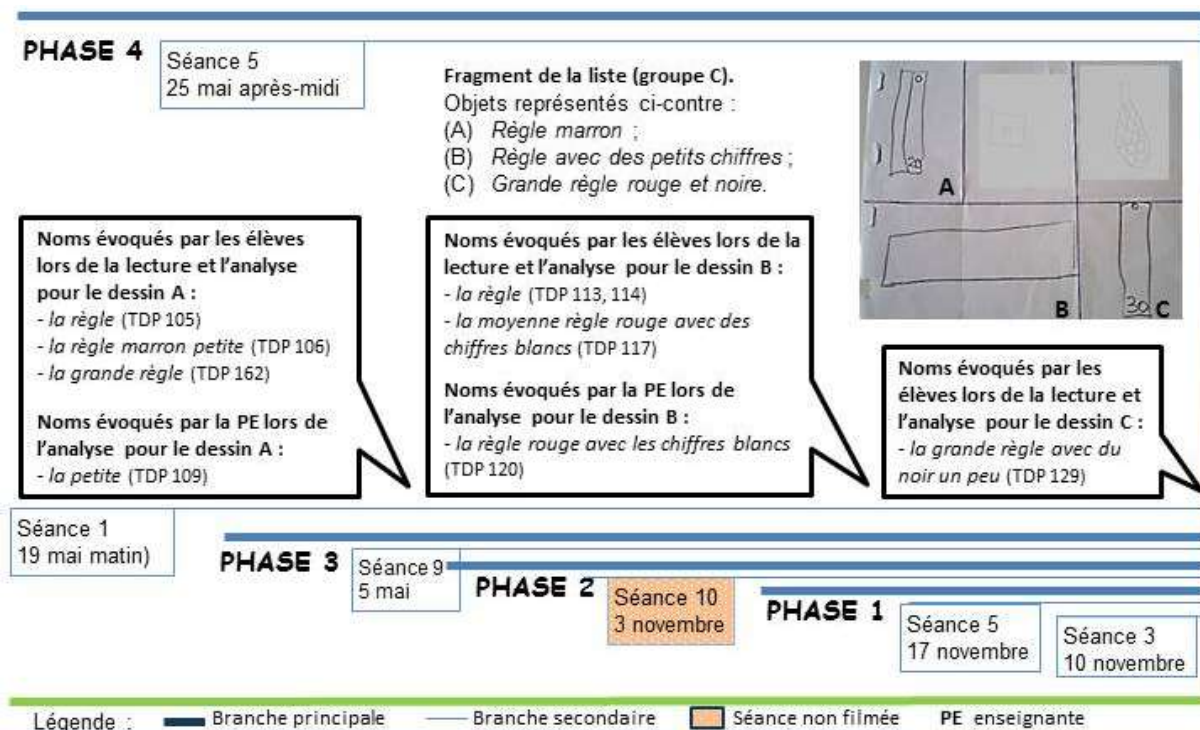 PHASE 4
Séance 5
25 mai après-midi
Fragment de la liste (groupe C).
Objets représentés ci-contre :
(A) Règle marron ;
(B) Règle avec des petits chiffres ;
(C) Grande règle rouge et noire.
0
20
A
B
0
30
C
Noms évoqués par les élèves
lors de la lecture et l'analyse
pour le dessin A :
- la règle (TDP 105)
- la règle marron petite (TDP 106)
- la grande règle (TDP 162)
Noms évoqués par la PE lors de
l'analyse pour le dessin A :
- la petite (TDP 109)
Noms évoqués par les élèves lors de la
lecture et l'analyse pour le dessin B :
- la règle (TDP 113, 114)
- la moyenne règle rouge avec des
chiffres blancs (TDP 117)
Noms évoqués par la PE lors de
l'analyse pour le dessin B :
- la règle rouge avec les chiffres blancs
(TDP 120)
Noms évoqués par les
élèves lors de la lecture et
l'analyse pour le dessin C :
- la grande règle avec du
noir un peu (TDP 129)
Séance 1
19 mai matin)
PHASE 3
Séance 9
5 mai
PHASE 2
Séance 10
3 novembre
PHASE 1
Séance 5
17 novembre
Séance 3
10 novembre
Légende : Branche principale Branche secondaire Séance non filmée PE enseignante